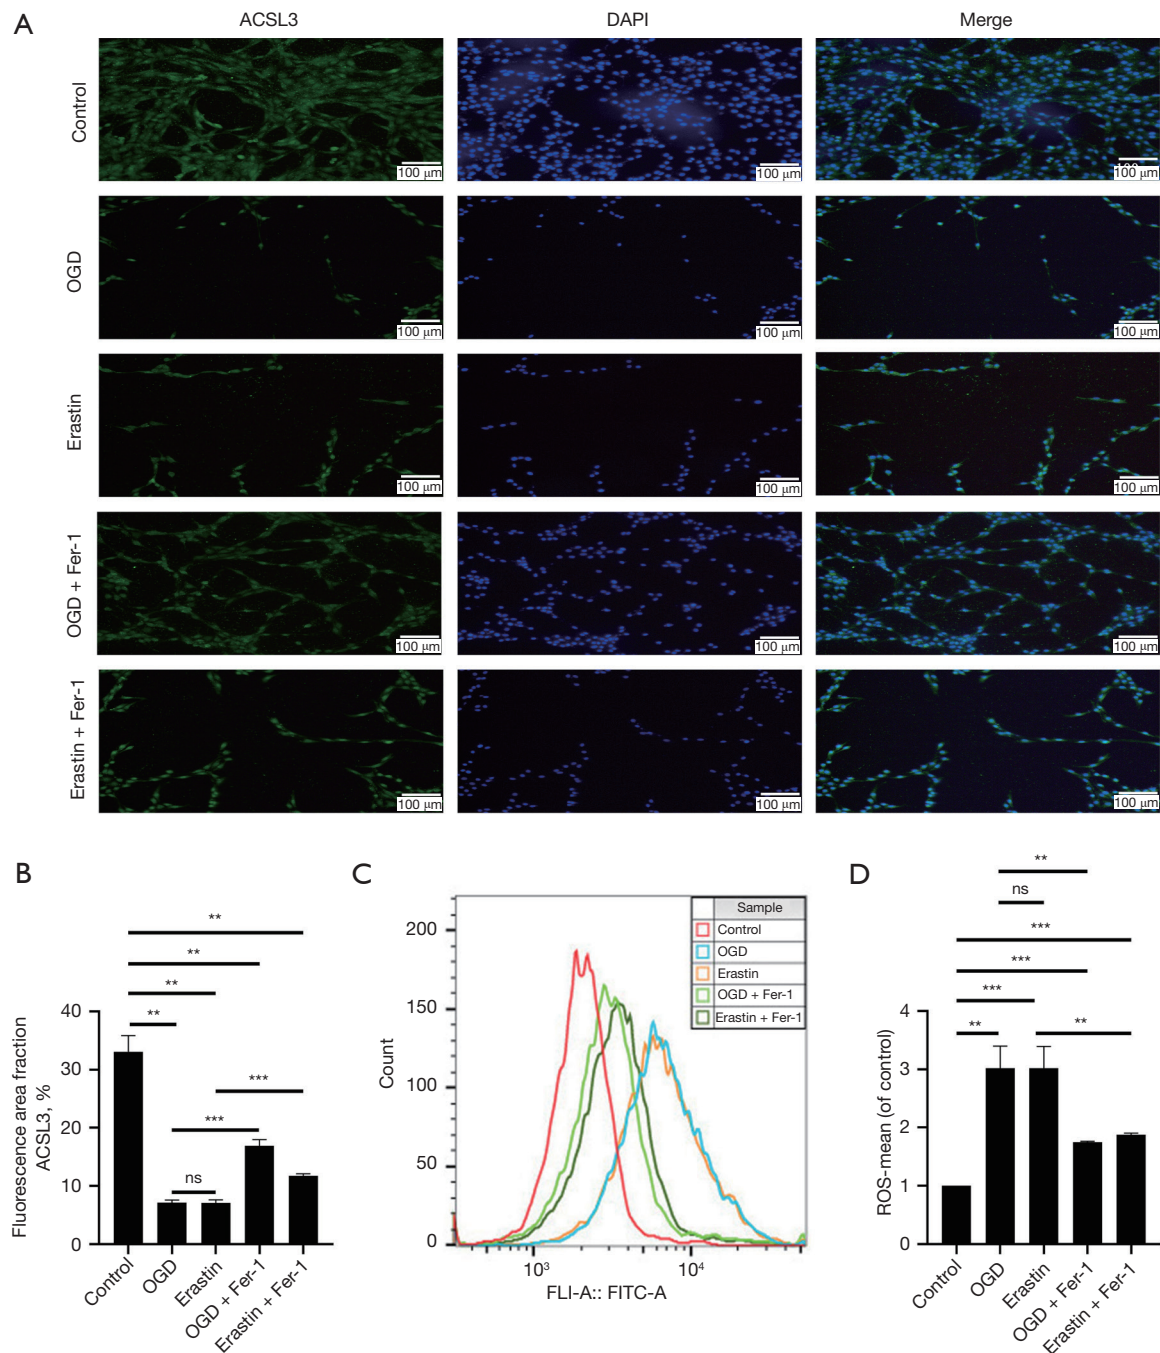 A
ACSL3
DAPI
Merge
Control
100 μm
100 μm
100
OGD
100 μm
100 μm
100 μm
Erastin
100 μm
100 μm
100 μm
OGD + Fer-1
100 μm
100 μm
100 μm
Erastin + Fer-1
100 μm
100 μm
100 μm
B
**
**
**
**
***
***
ns
Fluorescence area fraction
ACSL3, %
40
30
20
10
0
Control
OGD
Erastin
OGD + Fer-1
Erastin + Fer-1
C
Sample
Control
OGD
Erastin
OGD + Fer-1
Erastin + Fer-1
Count
200
150
100
50
0
10³
10⁴
FLI-A:: FITC-A
D
**
ns
***
***
***
**
**
ROS-mean (of control)
4
3
2
1
0
Control
OGD
Erastin
OGD + Fer-1
Erastin + Fer-1